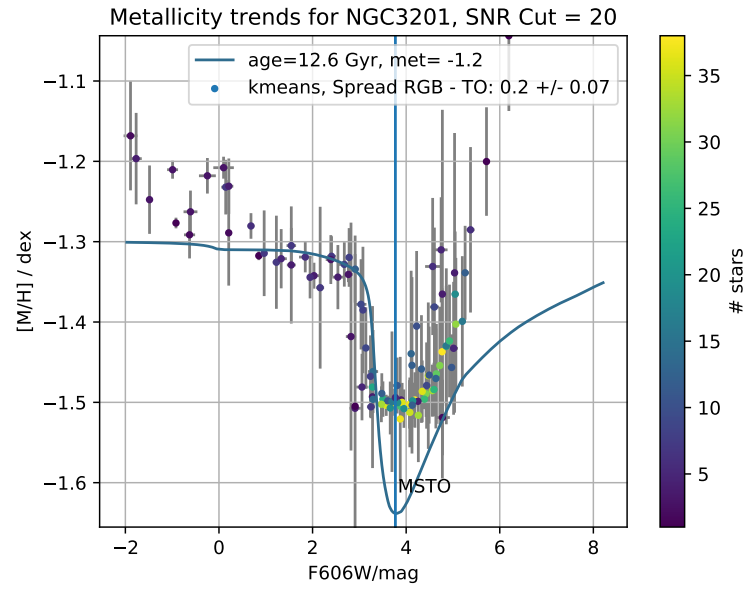 Metallicity trends for NGC3201, SNR Cut = 20
age=12.6 Gyr, met= -1.2
kmeans, Spread RGB - TO: 0.2 +/- 0.07
−1.1
−1.2
−1.3
−1.4
−1.5
−1.6
[M/H] / dex
MSTO
−2 0 2 4 6 8
F606W/mag
35
30
25
20
15
10
5
# stars